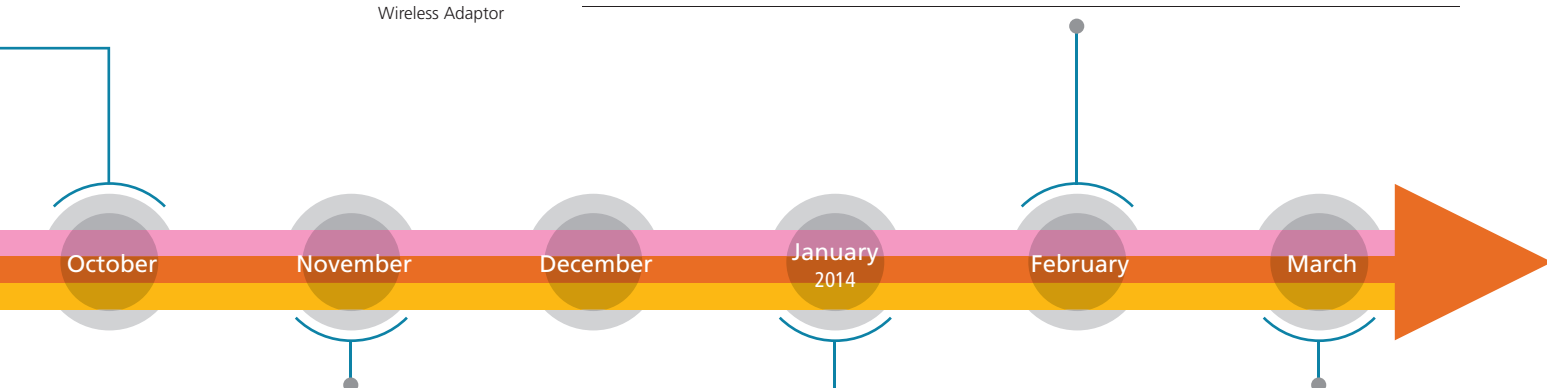 Wireless Adaptor
October
November
December
January
2014
February
March